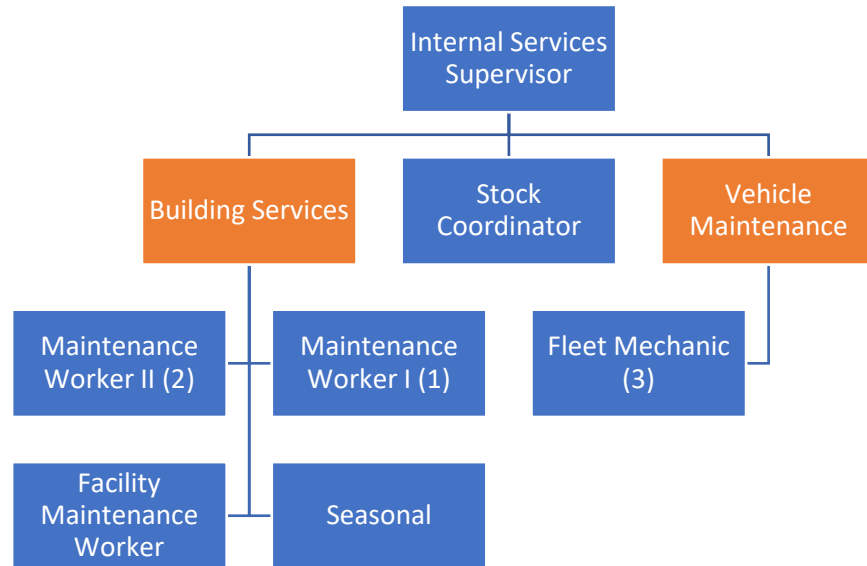 Internal Services
Supervisor
Building Services
Stock
Coordinator
Vehicle
Maintenance
Maintenance
Worker II (2)
Maintenance
Worker I (1)
Fleet Mechanic
(3)
Facility
Maintenance
Worker
Seasonal